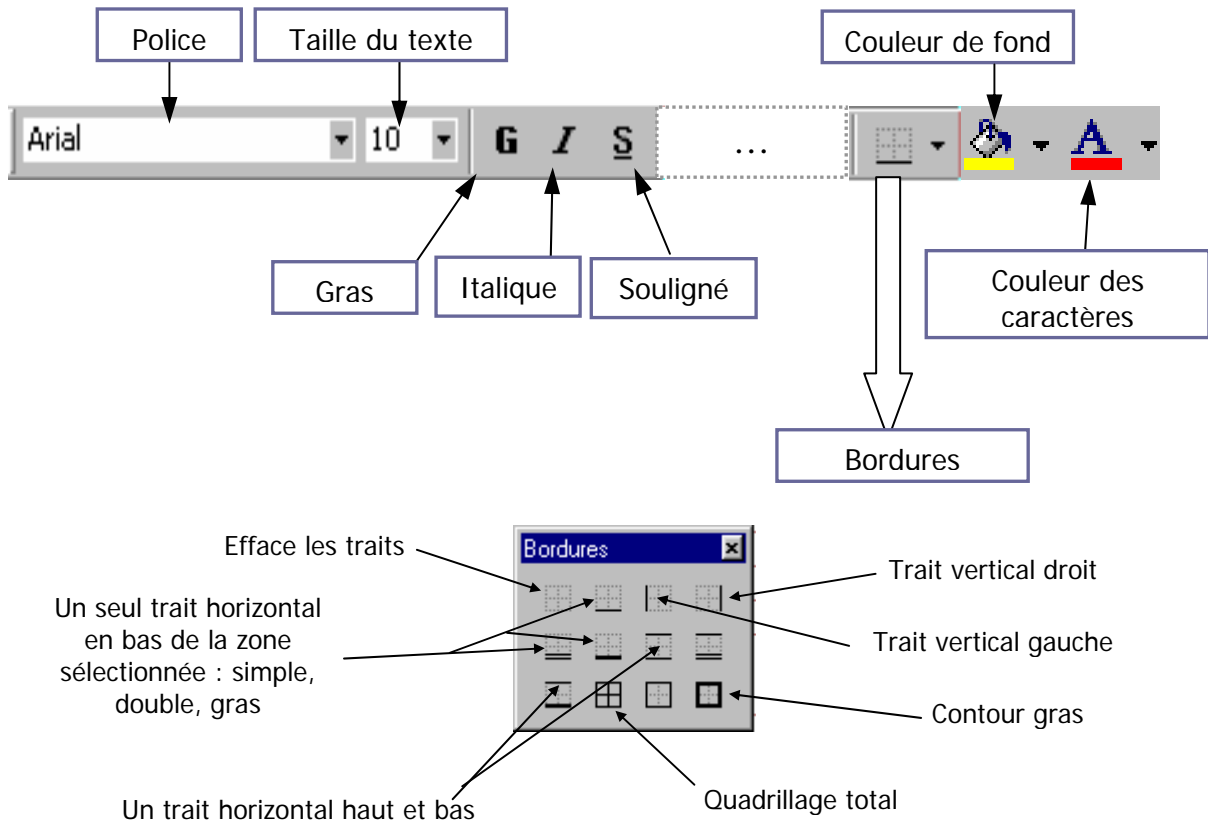 Police
Taille du texte
Couleur de fond
Arial
10
G
I
S
...
A
Gras
Italique
Souligné
Couleur des
caractères
Bordures
Bordures
Efface les traits
Trait vertical droit
Un seul trait horizontal
en bas de la zone
sélectionnée : simple,
double, gras
Trait vertical gauche
Contour gras
Un trait horizontal haut et bas
Quadrillage total